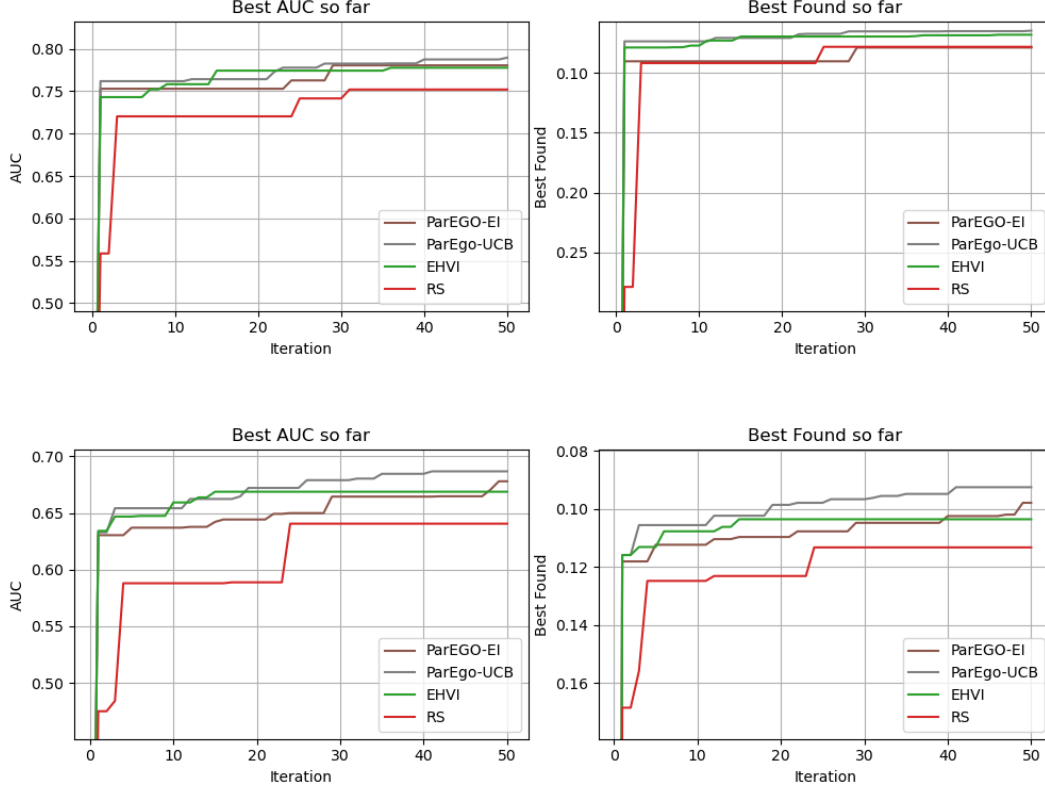 Best AUC so far
AUC
0.80
0.75
0.70
0.65
0.60
0.55
0.50
ParEGO-EI
ParEgo-UCB
EHVI
RS
0 10 20 30 40 50
Iteration
Best Found so far
Best Found
0.10
0.15
0.20
0.25
ParEGO-EI
ParEgo-UCB
EHVI
RS
0 10 20 30 40 50
Iteration
Best AUC so far
AUC
0.70
0.65
0.60
0.55
0.50
ParEGO-EI
ParEgo-UCB
EHVI
RS
0 10 20 30 40 50
Iteration
Best Found so far
Best Found
0.08
0.10
0.12
0.14
0.16
ParEGO-EI
ParEgo-UCB
EHVI
RS
0 10 20 30 40 50
Iteration